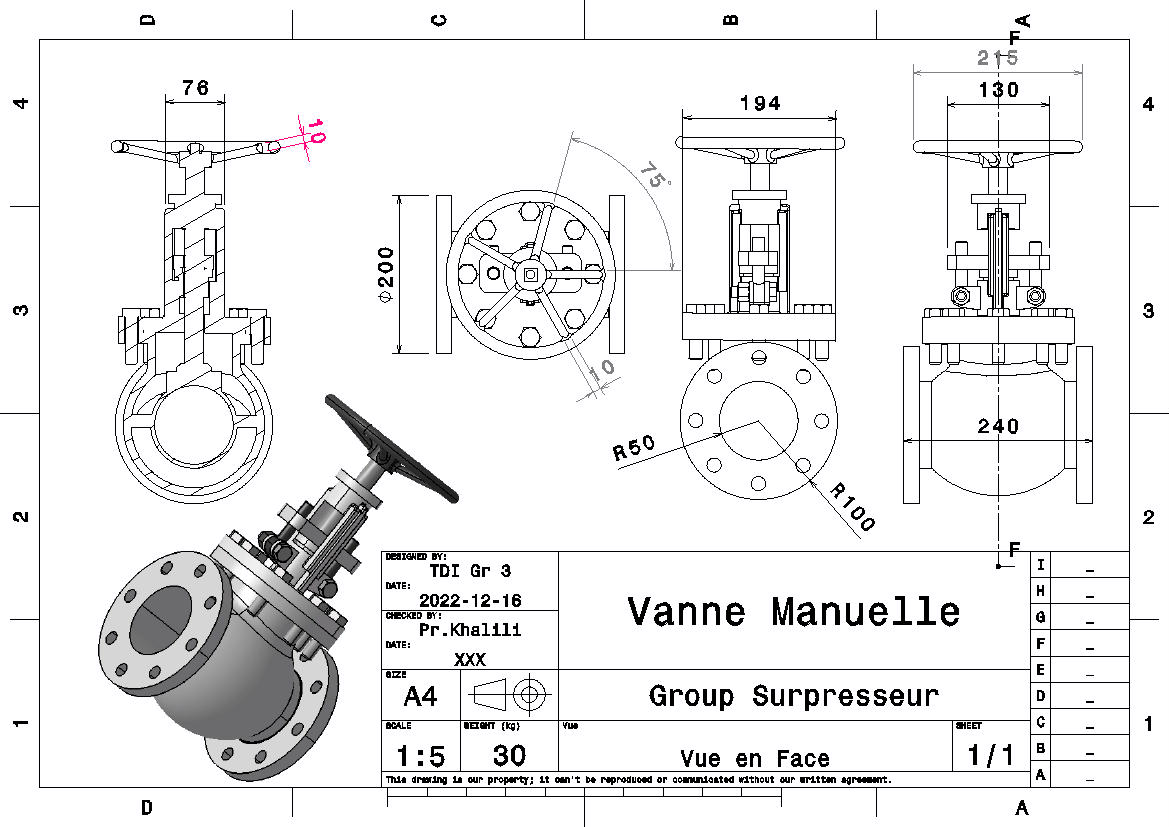 D
C
B
A
F
215
4
76
10
194
130
4
75°
ϕ200
3
3
10
240
R50
R100
2
2
F
DESIGNED BY:
TDI Gr 3
DATE:
2022-12-16
CHECKED BY:
Pr.Khalili
DATE:
XXX
Vanne Manuelle
SIZE
A4
Group Surpresseur
SCALE
1:5
WEIGHT (kg)
30
Vue
Vue en Face
SHEET
1/1
This drawing is our property; it can't be reproduced or communicated without our written agreement.
I _
H _
G _
F _
E _
D _
C _
B _
A _
1
1
D
A